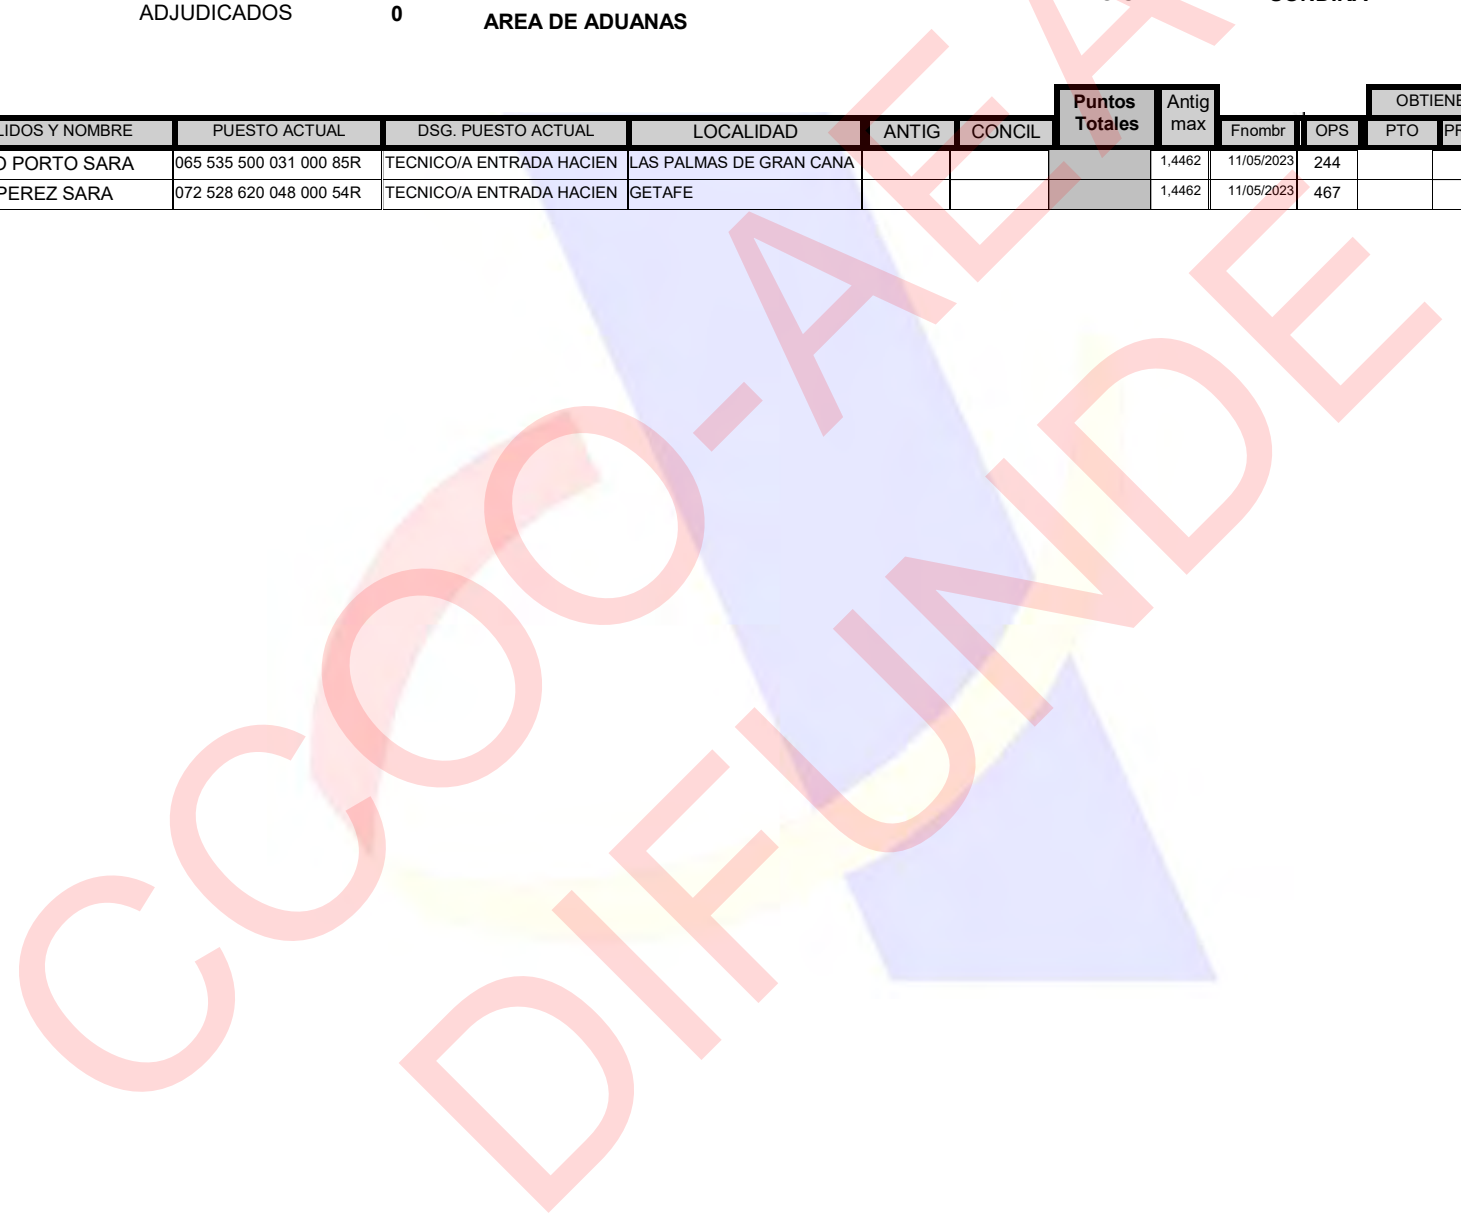 ADJUDICADOS 0 AREA DE ADUANAS
Puntos Totales Antig max OBTIENE
LIDOS Y NOMBRE PUESTO ACTUAL DSG. PUESTO ACTUAL LOCALIDAD ANTIG CONCIL Fnombr OPS PTO PR
O PORTO SARA 065 535 500 031 000 85R TECNICO/A ENTRADA HACIEN LAS PALMAS DE GRAN CANA 1,4462 11/05/2023 244
PEREZ SARA 072 528 620 048 000 54R TECNICO/A ENTRADA HACIEN GETAFE 1,4462 11/05/2023 467
CCOO-AEA
DIFUNDE